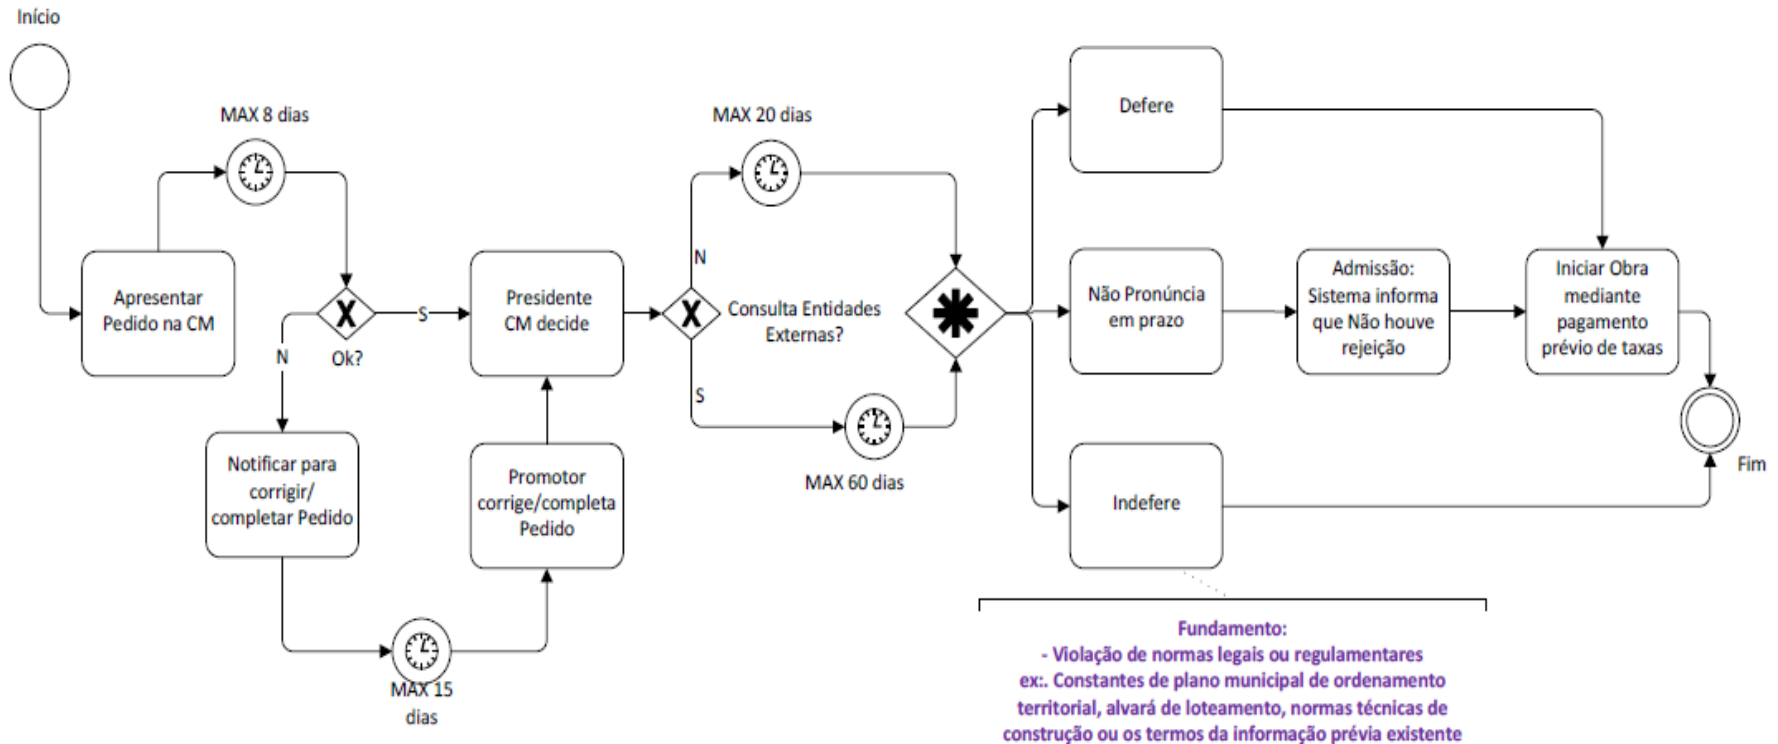 Início
MAX 8 dias
Apresentar
Pedido na CM
X
Ok?
S
N
Notificar para
corrigir/
completar Pedido
MAX 15
dias
Promotor
corrige/completa
Pedido
Presidente
CM decide
X
N
S
Consulta Entidades
Externas?
MAX 20 dias
MAX 60 dias
Defere
Não Pronúncia
em prazo
Indefere
Admissão:
Sistema informa
que Não houve
rejeição
Iniciar Obra
mediante
pagamento
prévio de taxas
Fim
Fundamento:
- Violação de normas legais ou regulamentares
ex:. Constantes de plano municipal de ordenamento
territorial, alvará de loteamento, normas técnicas de
construção ou os termos da informação prévia existente